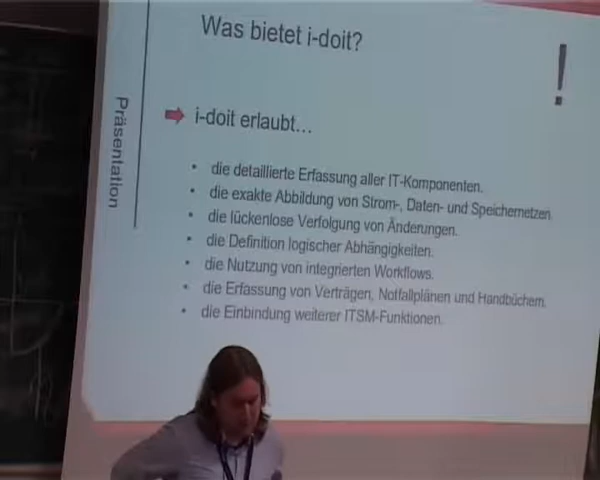 Was bietet i-doit?
!
Präsentation
i-doit erlaubt...
• die detaillierte Erfassung aller IT-Komponenten.
• die exakte Abbildung von Strom-, Daten- und Speichernetzen.
• die lückenlose Verfolgung von Änderungen.
• die Definition logischer Abhängigkeiten.
• die Nutzung von integrierten Workflows.
• die Erfassung von Verträgen, Notfallplänen und Handbüchern.
• die Einbindung weiterer ITSM-Funktionen.